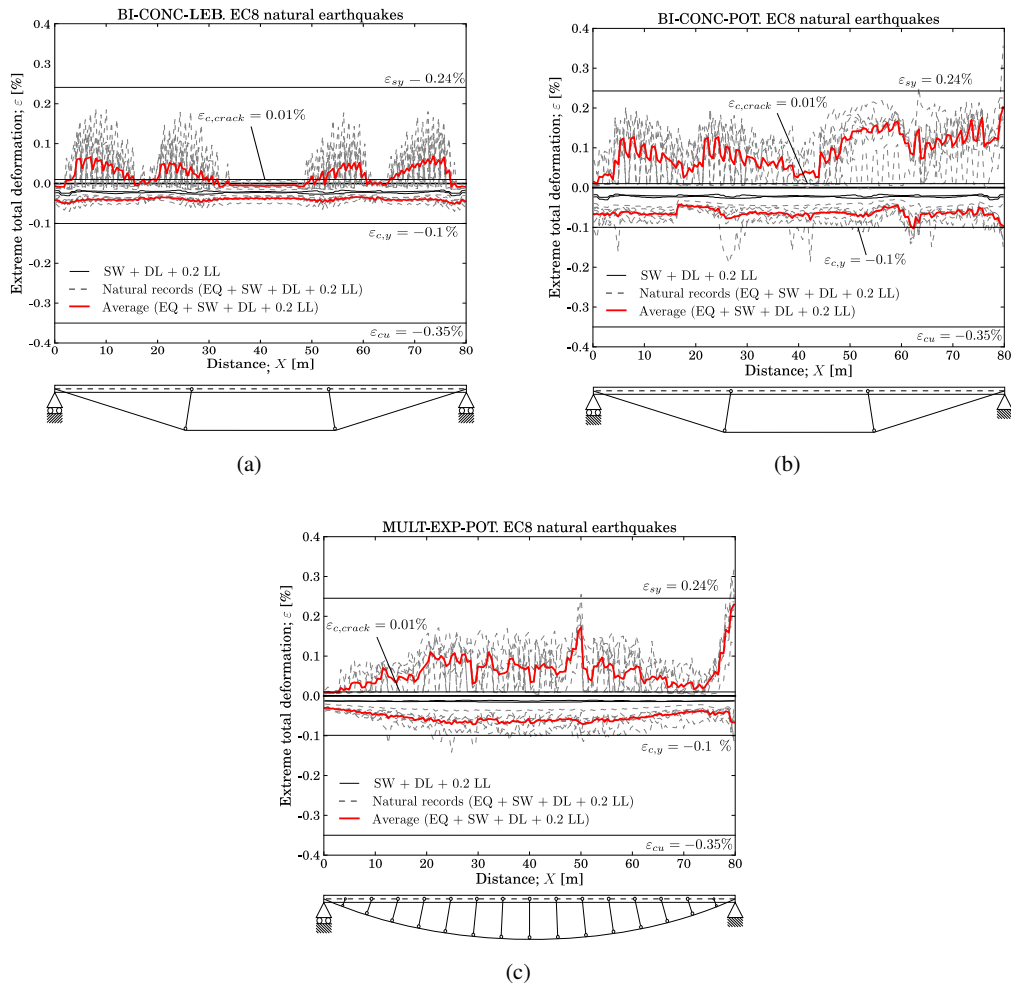 BI-CONC-LEB. EC8 natural earthquakes
0.4
0.3
0.2
0.1
0.0
-0.1
-0.2
-0.3
-0.4
Extreme total deformation; ε [%]
ε_sy − 0.24%
ε_c,crack = 0.01%
ε_c,y = −0.1%
SW + DL + 0.2 LL
Natural records (EQ + SW + DL + 0.2 LL)
Average (EQ + SW + DL + 0.2 LL)
ε_cu = −0.35%
0 10 20 30 40 50 60 70 80
Distance; X [m]
(a)
BI-CONC-POT. EC8 natural earthquakes
0.4
0.3
0.2
0.1
0.0
-0.1
-0.2
-0.3
-0.4
Extreme total deformation; ε [%]
ε_sy = 0.24%
ε_c,crack = 0.01%
ε_c,y = −0.1%
SW + DL + 0.2 LL
Natural records (EQ + SW + DL + 0.2 LL)
Average (EQ + SW + DL + 0.2 LL)
ε_cu = −0.35%
0 10 20 30 40 50 60 70 80
Distance; X [m]
(b)
MULT-EXP-POT. EC8 natural earthquakes
0.4
0.3
0.2
0.1
0.0
-0.1
-0.2
-0.3
-0.4
Extreme total deformation; ε [%]
ε_sy = 0.24%
ε_c,crack = 0.01%
ε_c,y = −0.1 %
SW + DL + 0.2 LL
Natural records (EQ + SW + DL + 0.2 LL)
Average (EQ + SW + DL + 0.2 LL)
ε_cu = −0.35%
0 10 20 30 40 50 60 70 80
Distance; X [m]
(c)